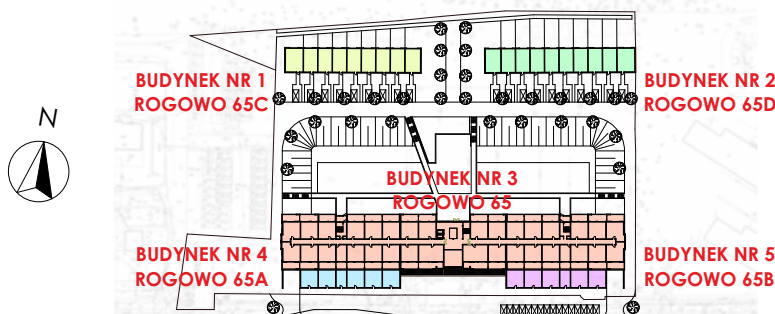 BUDYNEK NR 1
ROGOWO 65C
BUDYNEK NR 2
ROGOWO 65D
N
BUDYNEK NR 3
ROGOWO 65
BUDYNEK NR 4
ROGOWO 65A
BUDYNEK NR 5
ROGOWO 65B